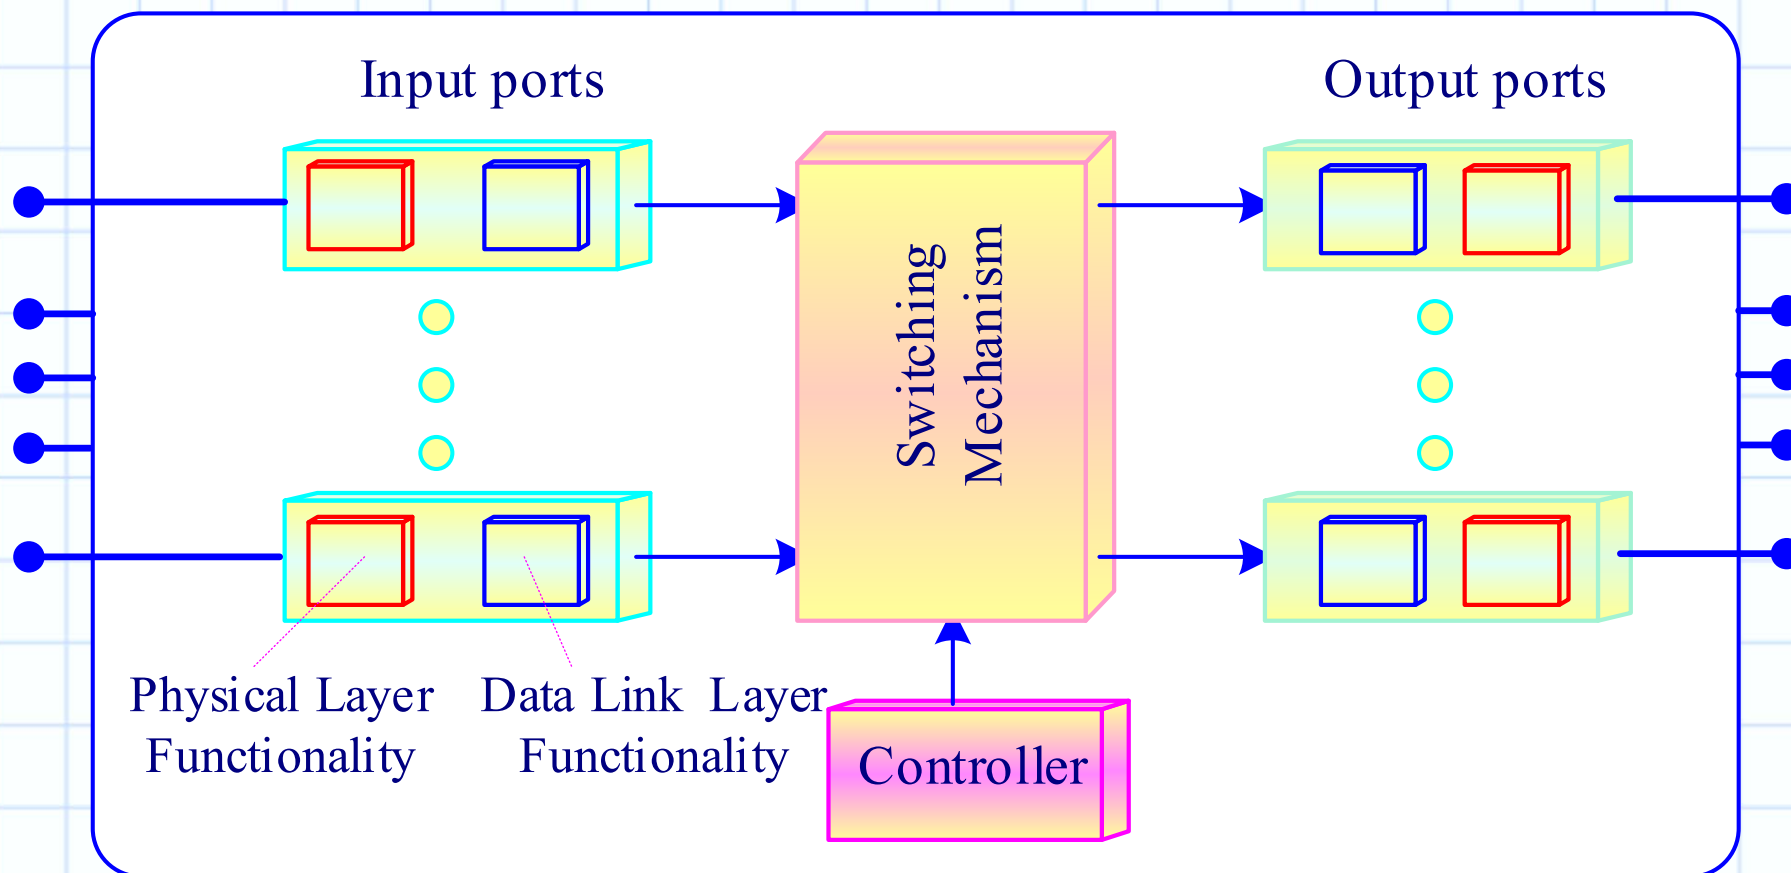 Input ports
Output ports
Switching
Mechanism
Physical Layer
Functionality
Data Link Layer
Functionality
Controller